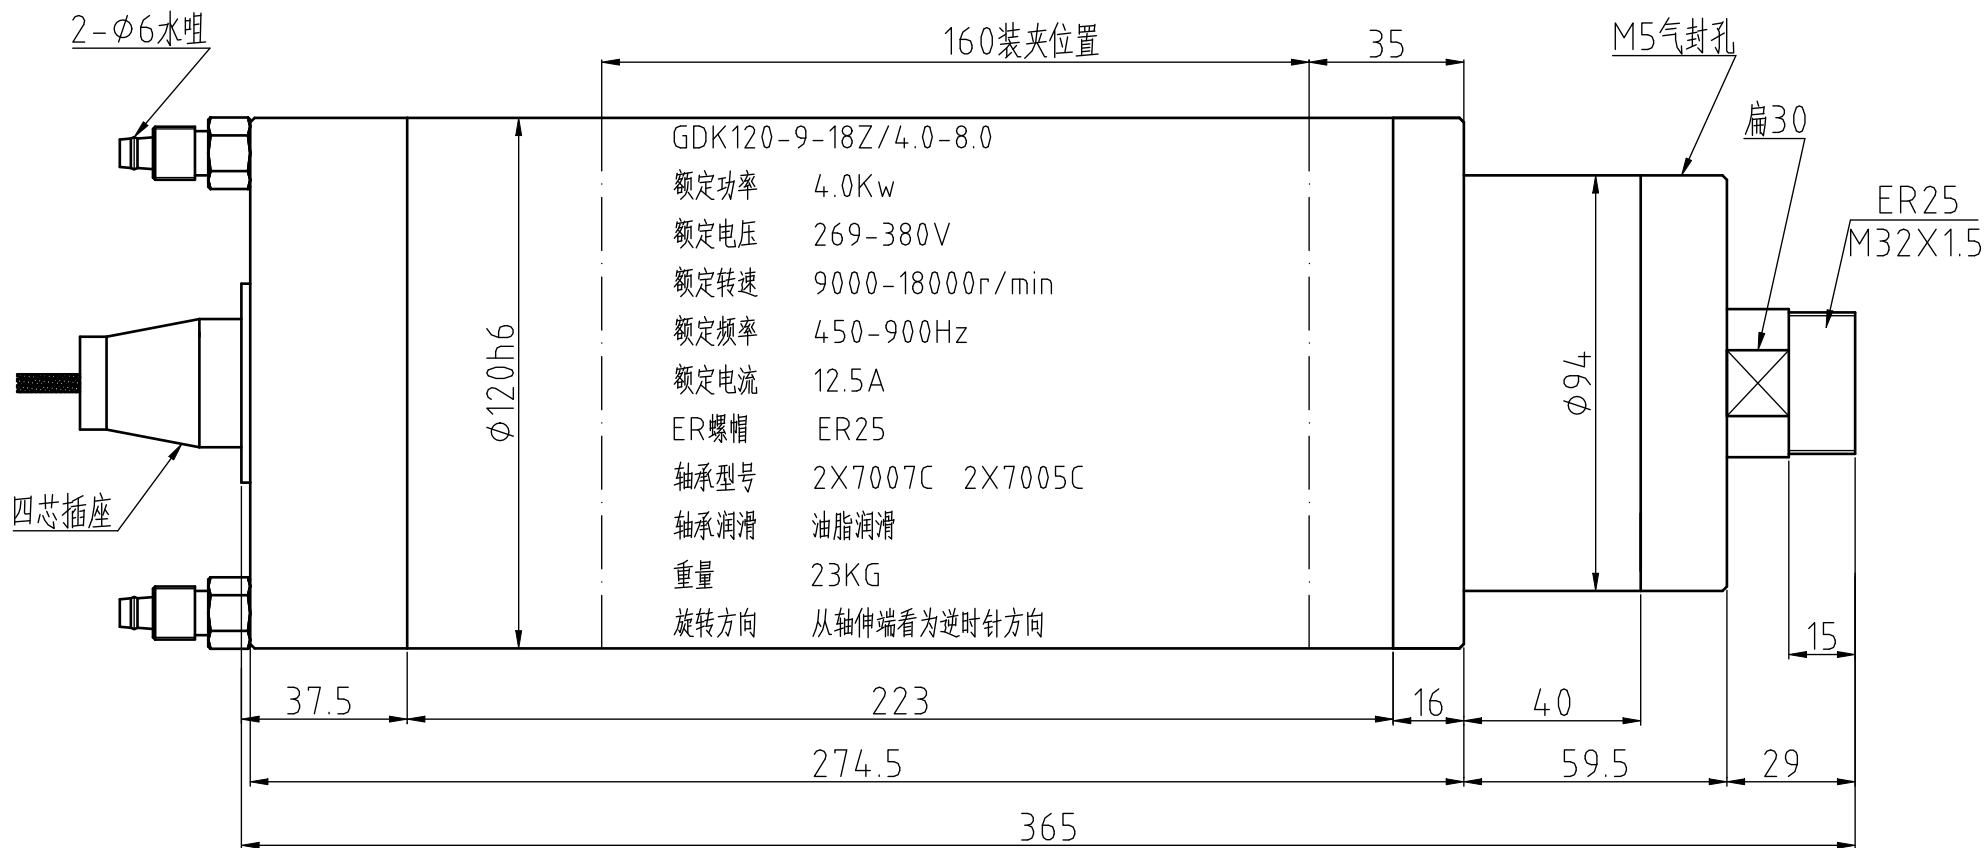 2-Φ6水咀
160装夹位置
35
M5气封孔
扁30
ER25
M32X1.5
GDK120-9-18Z/4.0-8.0
额定功率 4.0Kw
额定电压 269-380V
额定转速 9000-18000r/min
额定频率 450-900Hz
额定电流 12.5A
ER螺帽 ER25
轴承型号 2X7007C 2X7005C
轴承润滑 油脂润滑
重量 23KG
旋转方向 从轴伸端看为逆时针方向
Φ120h6
Φ94
四芯插座
15
37.5
223
16
40
274.5
59.5
29
365